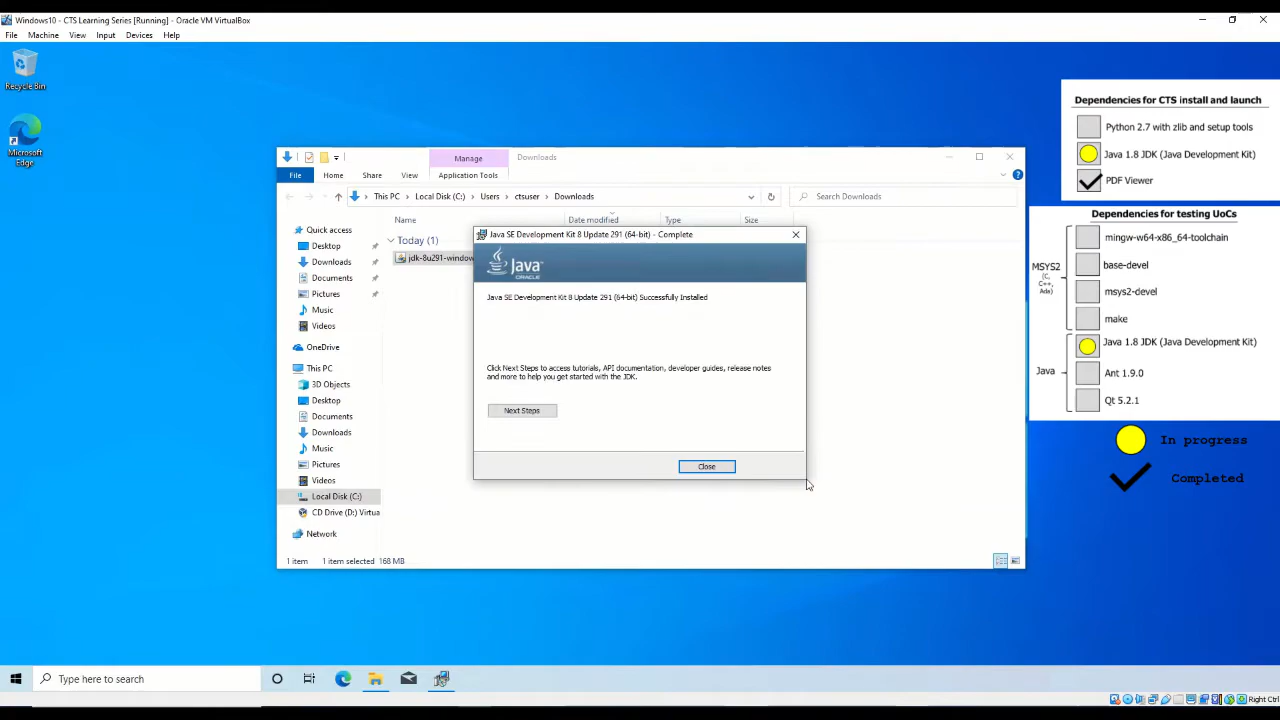 Windows10 - CTS Learning Series [Running] - Oracle VM VirtualBox
File Machine View Input Devices Help
Recycle Bin
Microsoft
Edge
Manage
Downloads
File Home Share View Application Tools
This PC Local Disk (C:) Users ctsuser Downloads
Search Downloads
Name Date modified Type Size
Today (1)
jdk-8u291-window
Quick access
Desktop
Downloads
Documents
Pictures
Music
Videos
OneDrive
This PC
3D Objects
Desktop
Documents
Downloads
Music
Pictures
Videos
Local Disk (C:)
CD Drive (D:) Virtua
Network
1 item 1 item selected 168 MB
Java SE Development Kit 8 Update 291 (64-bit) - Complete
Java
ORACLE
Java SE Development Kit 8 Update 291 (64-bit) Successfully Installed
Click Next Steps to access tutorials, API documentation, developer guides, release notes
and more to help you get started with the JDK.
Next Steps
Close
Dependencies for CTS install and launch
Python 2.7 with zlib and setup tools
Java 1.8 JDK (Java Development Kit)
PDF Viewer
Dependencies for testing UoCs
MSYS2
(C,
C++,
Ada)
mingw-w64-x86_64-toolchain
base-devel
msys2-devel
make
Java
Java 1.8 JDK (Java Development Kit)
Ant 1.9.0
Qt 5.2.1
In progress
Completed
Type here to search
Right Ctrl